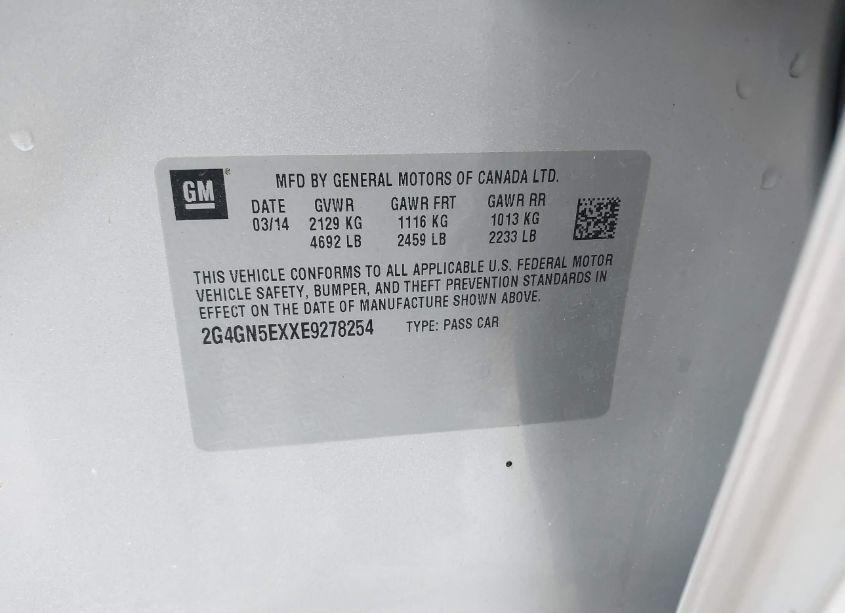 GM
MFD BY GENERAL MOTORS OF CANADA LTD.
DATE GVWR GAWR FRT GAWR RR
03/14 2129 KG 1116 KG 1013 KG
4692 LB 2459 LB 2233 LB
THIS VEHICLE CONFORMS TO ALL APPLICABLE U.S. FEDERAL MOTOR
VEHICLE SAFETY, BUMPER, AND THEFT PREVENTION STANDARDS IN
EFFECT ON THE DATE OF MANUFACTURE SHOWN ABOVE.
2G4GN5EXXE9278254 TYPE: PASS CAR